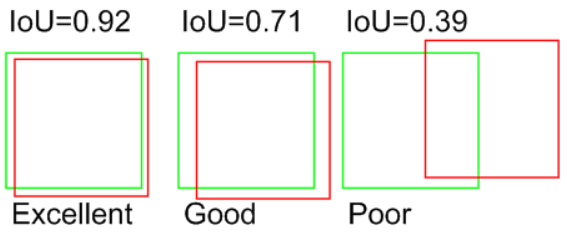 IoU=0.92 IoU=0.71 IoU=0.39
Excellent Good Poor